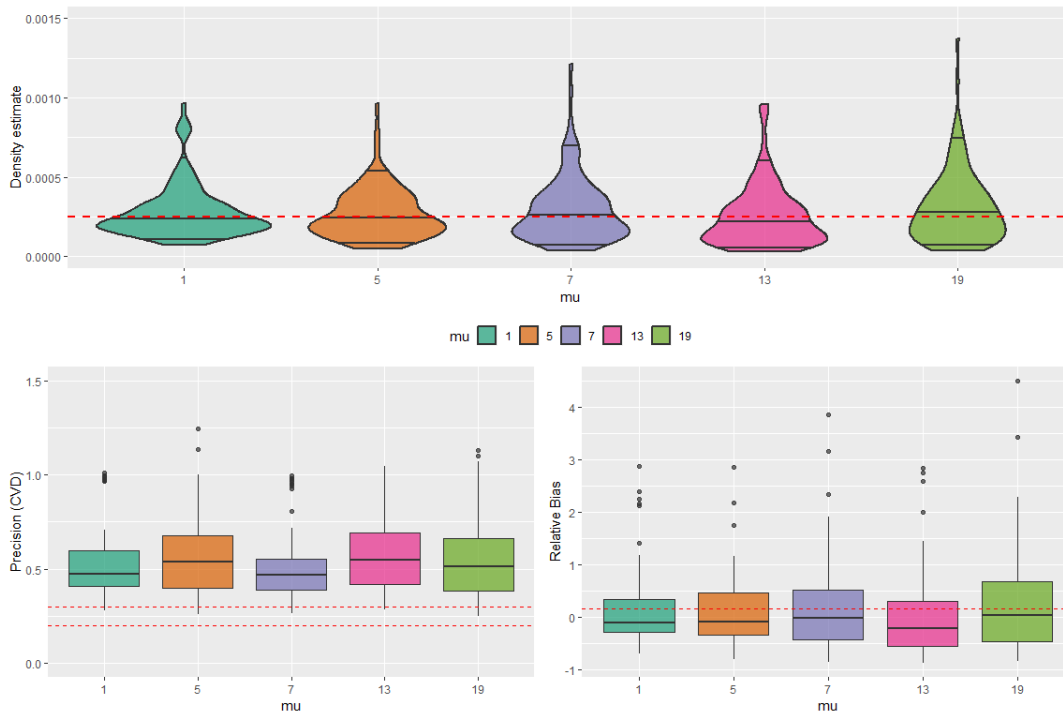 0.0015
0.0010
0.0005
0.0000
Density estimate
1 5 7 13 19
mu
mu 1 5 7 13 19
1.5
1.0
0.5
0.0
Precision (CVD)
1 5 7 13 19
mu
4
3
2
1
0
-1
Relative Bias
1 5 7 13 19
mu